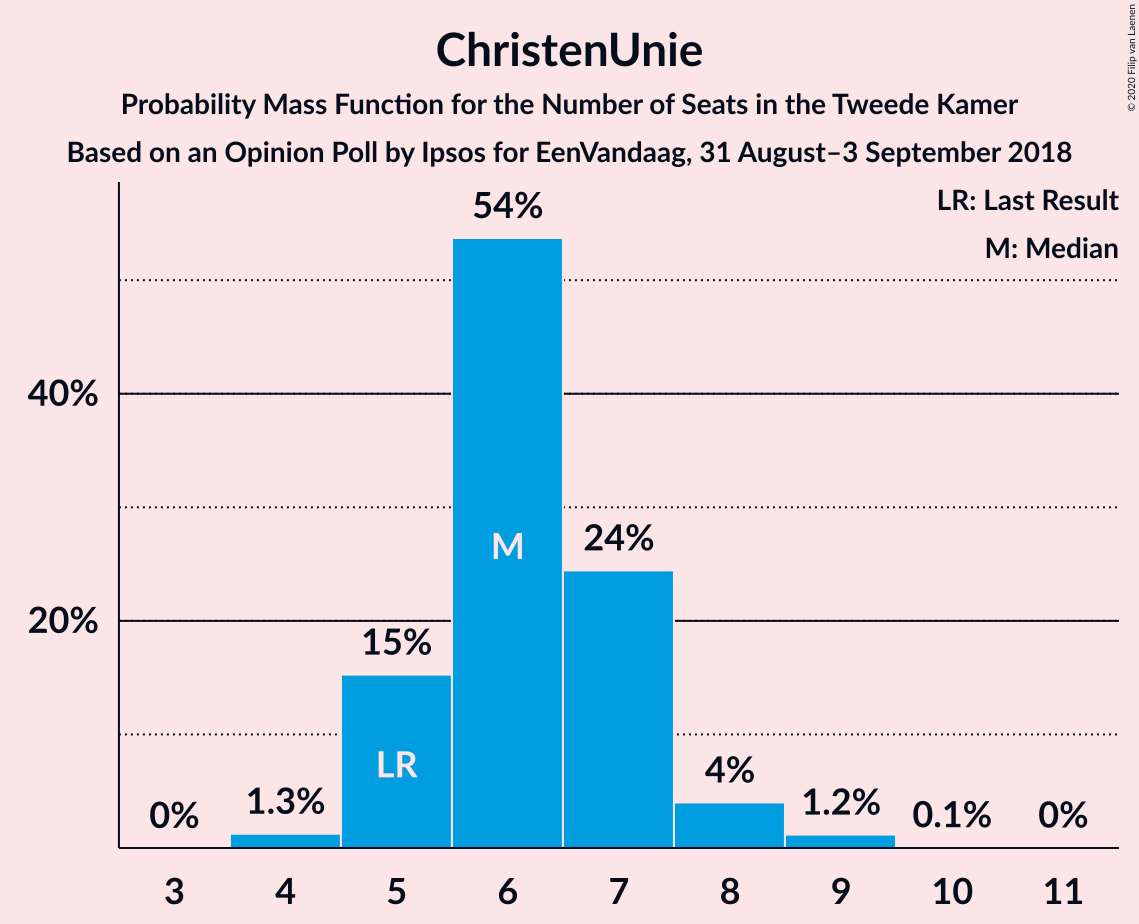 © 2020 Filip van Laenen
ChristenUnie
Probability Mass Function for the Number of Seats in the Tweede Kamer
Based on an Opinion Poll by Ipsos for EenVandaag, 31 August–3 September 2018
LR: Last Result
M: Median
54%
40%
M
24%
20%
15%
LR
0%
1.3%
4%
1.2%
0.1%
0%
3 4 5 6 7 8 9 10 11